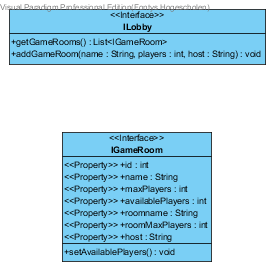 Visual Paradigm Professional Edition(Fontys Hogescholen)
<<Interface>>
ILobby
+getGameRooms() : List<IGameRoom>
+addGameRoom(name : String, players : int, host : String) : void
<<Interface>>
IGameRoom
<<Property>> +id : int
<<Property>> +name : String
<<Property>> +maxPlayers : int
<<Property>> +availablePlayers : int
<<Property>> +roomname : String
<<Property>> +roomMaxPlayers : int
<<Property>> +host : String
+setAvailablePlayers() : void